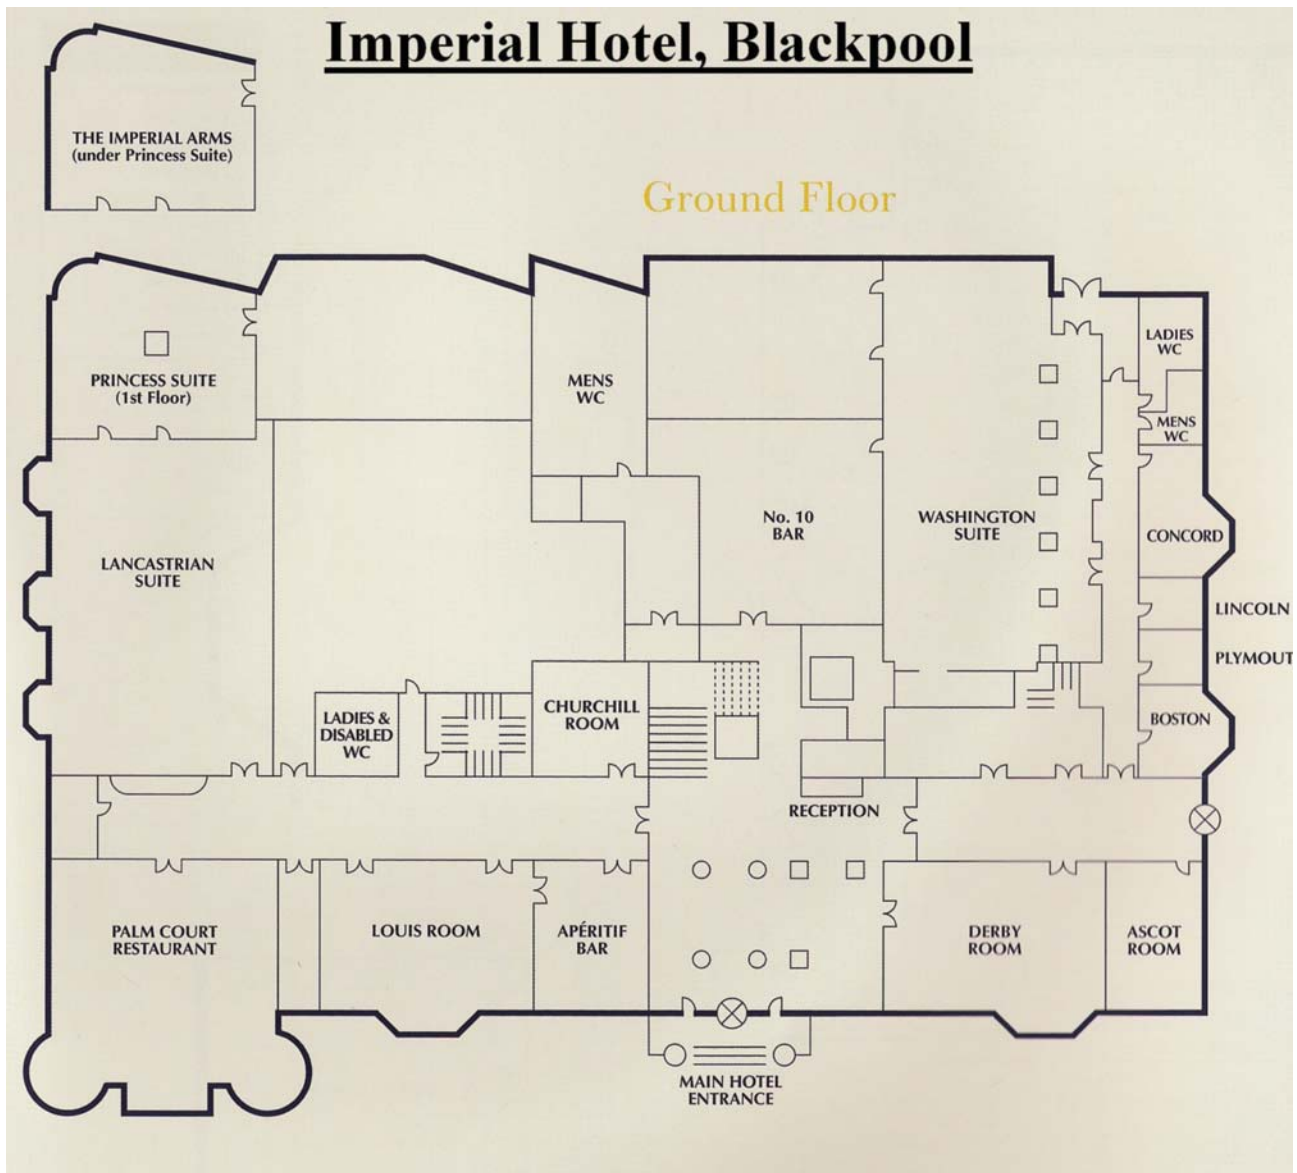 Imperial Hotel, Blackpool
THE IMPERIAL ARMS
(under Princess Suite)
Ground Floor
PRINCESS SUITE
(1st Floor)
MENS
WC
LADIES
WC
MENS
WC
No. 10
BAR
WASHINGTON
SUITE
CONCORD
LANCASTRIAN
SUITE
LINCOLN
PLYMOUT
CHURCHILL
ROOM
LADIES &
DISABLED
WC
BOSTON
RECEPTION
PALM COURT
RESTAURANT
LOUIS ROOM
APÉRITIF
BAR
DERBY
ROOM
ASCOT
ROOM
MAIN HOTEL
ENTRANCE